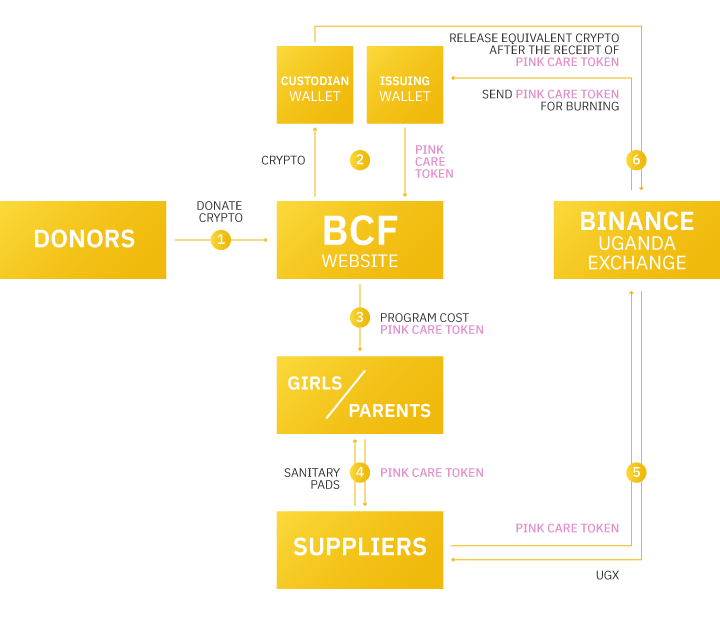 RELEASE EQUIVALENT CRYPTO
AFTER THE RECEIPT OF
PINK CARE TOKEN
CUSTODIAN
WALLET
ISSUING
WALLET
SEND PINK CARE TOKEN
FOR BURNING
CRYPTO
2
PINK
CARE
TOKEN
6
DONORS
DONATE
CRYPTO
1
BCF
WEBSITE
BINANCE
UGANDA
EXCHANGE
3
PROGRAM COST
PINK CARE TOKEN
GIRLS
PARENTS
SANITARY
PADS
4
PINK CARE TOKEN
5
SUPPLIERS
PINK CARE TOKEN
UGX